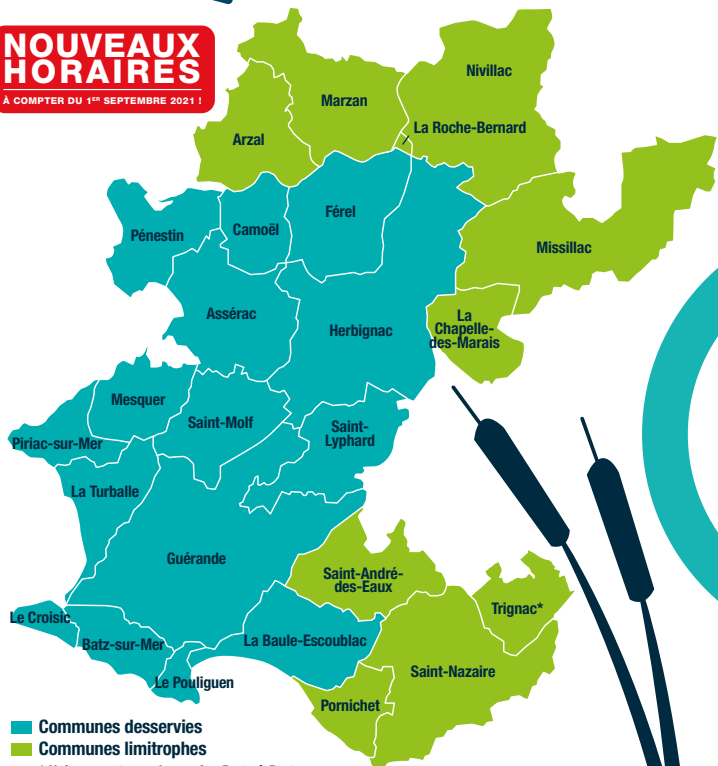 NOUVEAUX
HORAIRES
À COMPTER DU 1ER SEPTEMBRE 2021 !
Nivillac
Marzan
La Roche-Bernard
Arzal
Férel
Camoël
Pénestin
Missillac
Assérac
La
Chapelle-
des-Marais
Herbignac
Mesquer
Saint-Molf
Saint-
Lyphard
Piriac-sur-Mer
La Turballe
Guérande
Saint-André-
des-Eaux
Trignac*
Le Croisic
Batz-sur-Mer
La Baule-Escoublac
Saint-Nazaire
Le Pouliguen
Pornichet
Communes desservies
Communes limitrophes